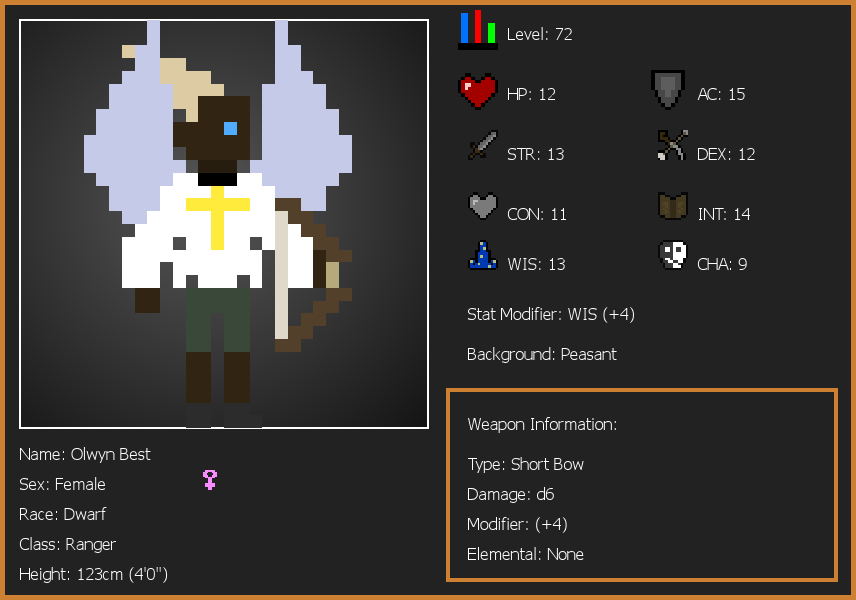 Level: 72
HP: 12
AC: 15
STR: 13
DEX: 12
CON: 11
INT: 14
WIS: 13
CHA: 9
Stat Modifier: WIS (+4)
Background: Peasant
Weapon Information:
Type: Short Bow
Damage: d6
Modifier: (+4)
Elemental: None
Name: Olwyn Best
Sex: Female
Race: Dwarf
Class: Ranger
Height: 123cm (4'0")